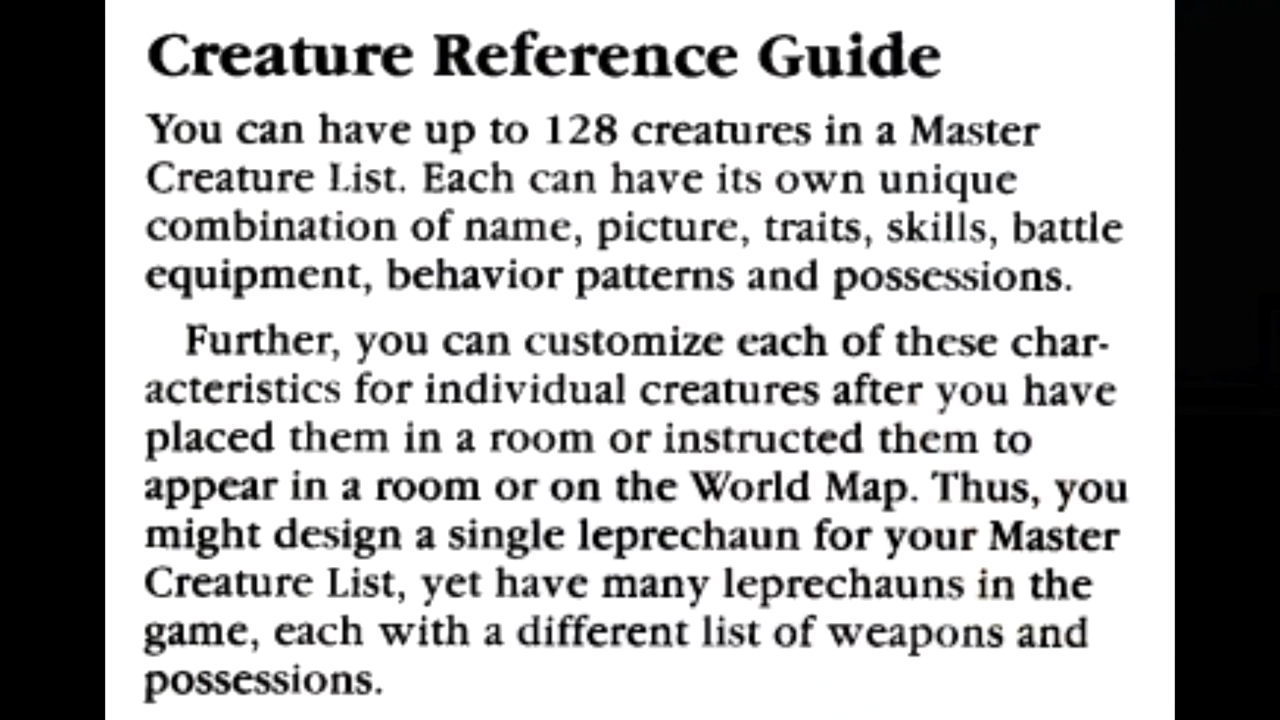 Creature Reference Guide
You can have up to 128 creatures in a Master
Creature List. Each can have its own unique
combination of name, picture, traits, skills, battle
equipment, behavior patterns and possessions.
Further, you can customize each of these char-
acteristics for individual creatures after you have
placed them in a room or instructed them to
appear in a room or on the World Map. Thus, you
might design a single leprechaun for your Master
Creature List, yet have many leprechauns in the
game, each with a different list of weapons and
possessions.